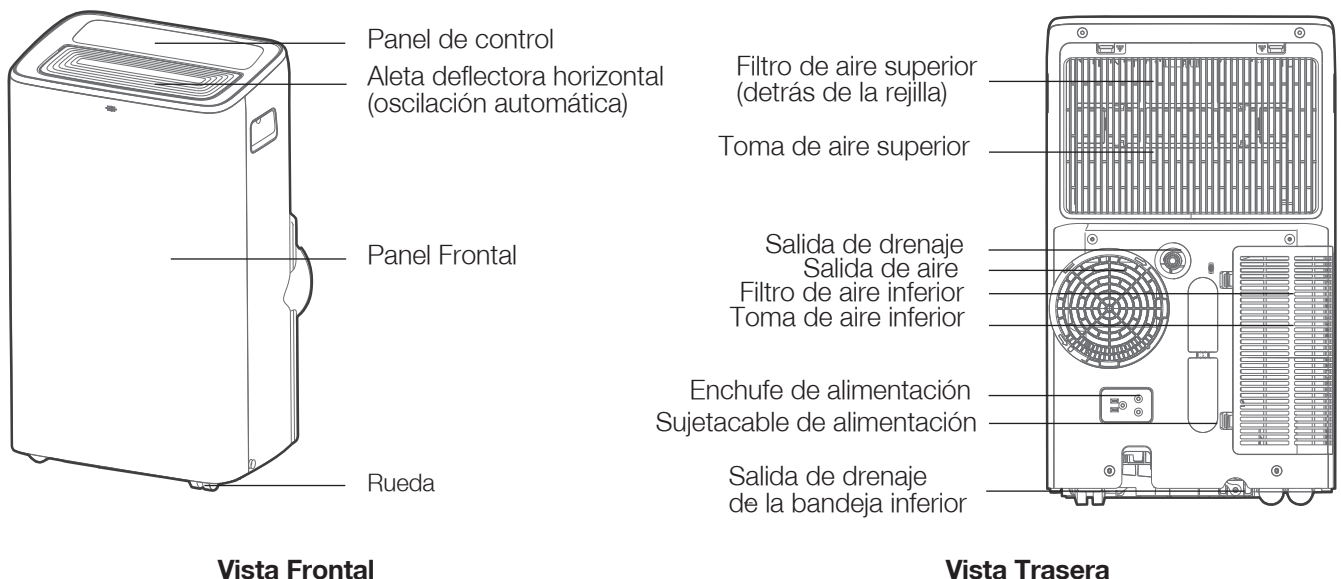 Panel de control
Aleta deflectora horizontal
(oscilación automática)
Panel Frontal
Rueda
Vista Frontal
Filtro de aire superior
(detrás de la rejilla)
Toma de aire superior
Salida de drenaje
Salida de aire
Filtro de aire inferior
Toma de aire inferior
Enchufe de alimentación
Sujetacable de alimentación
Salida de drenaje
de la bandeja inferior
Vista Trasera